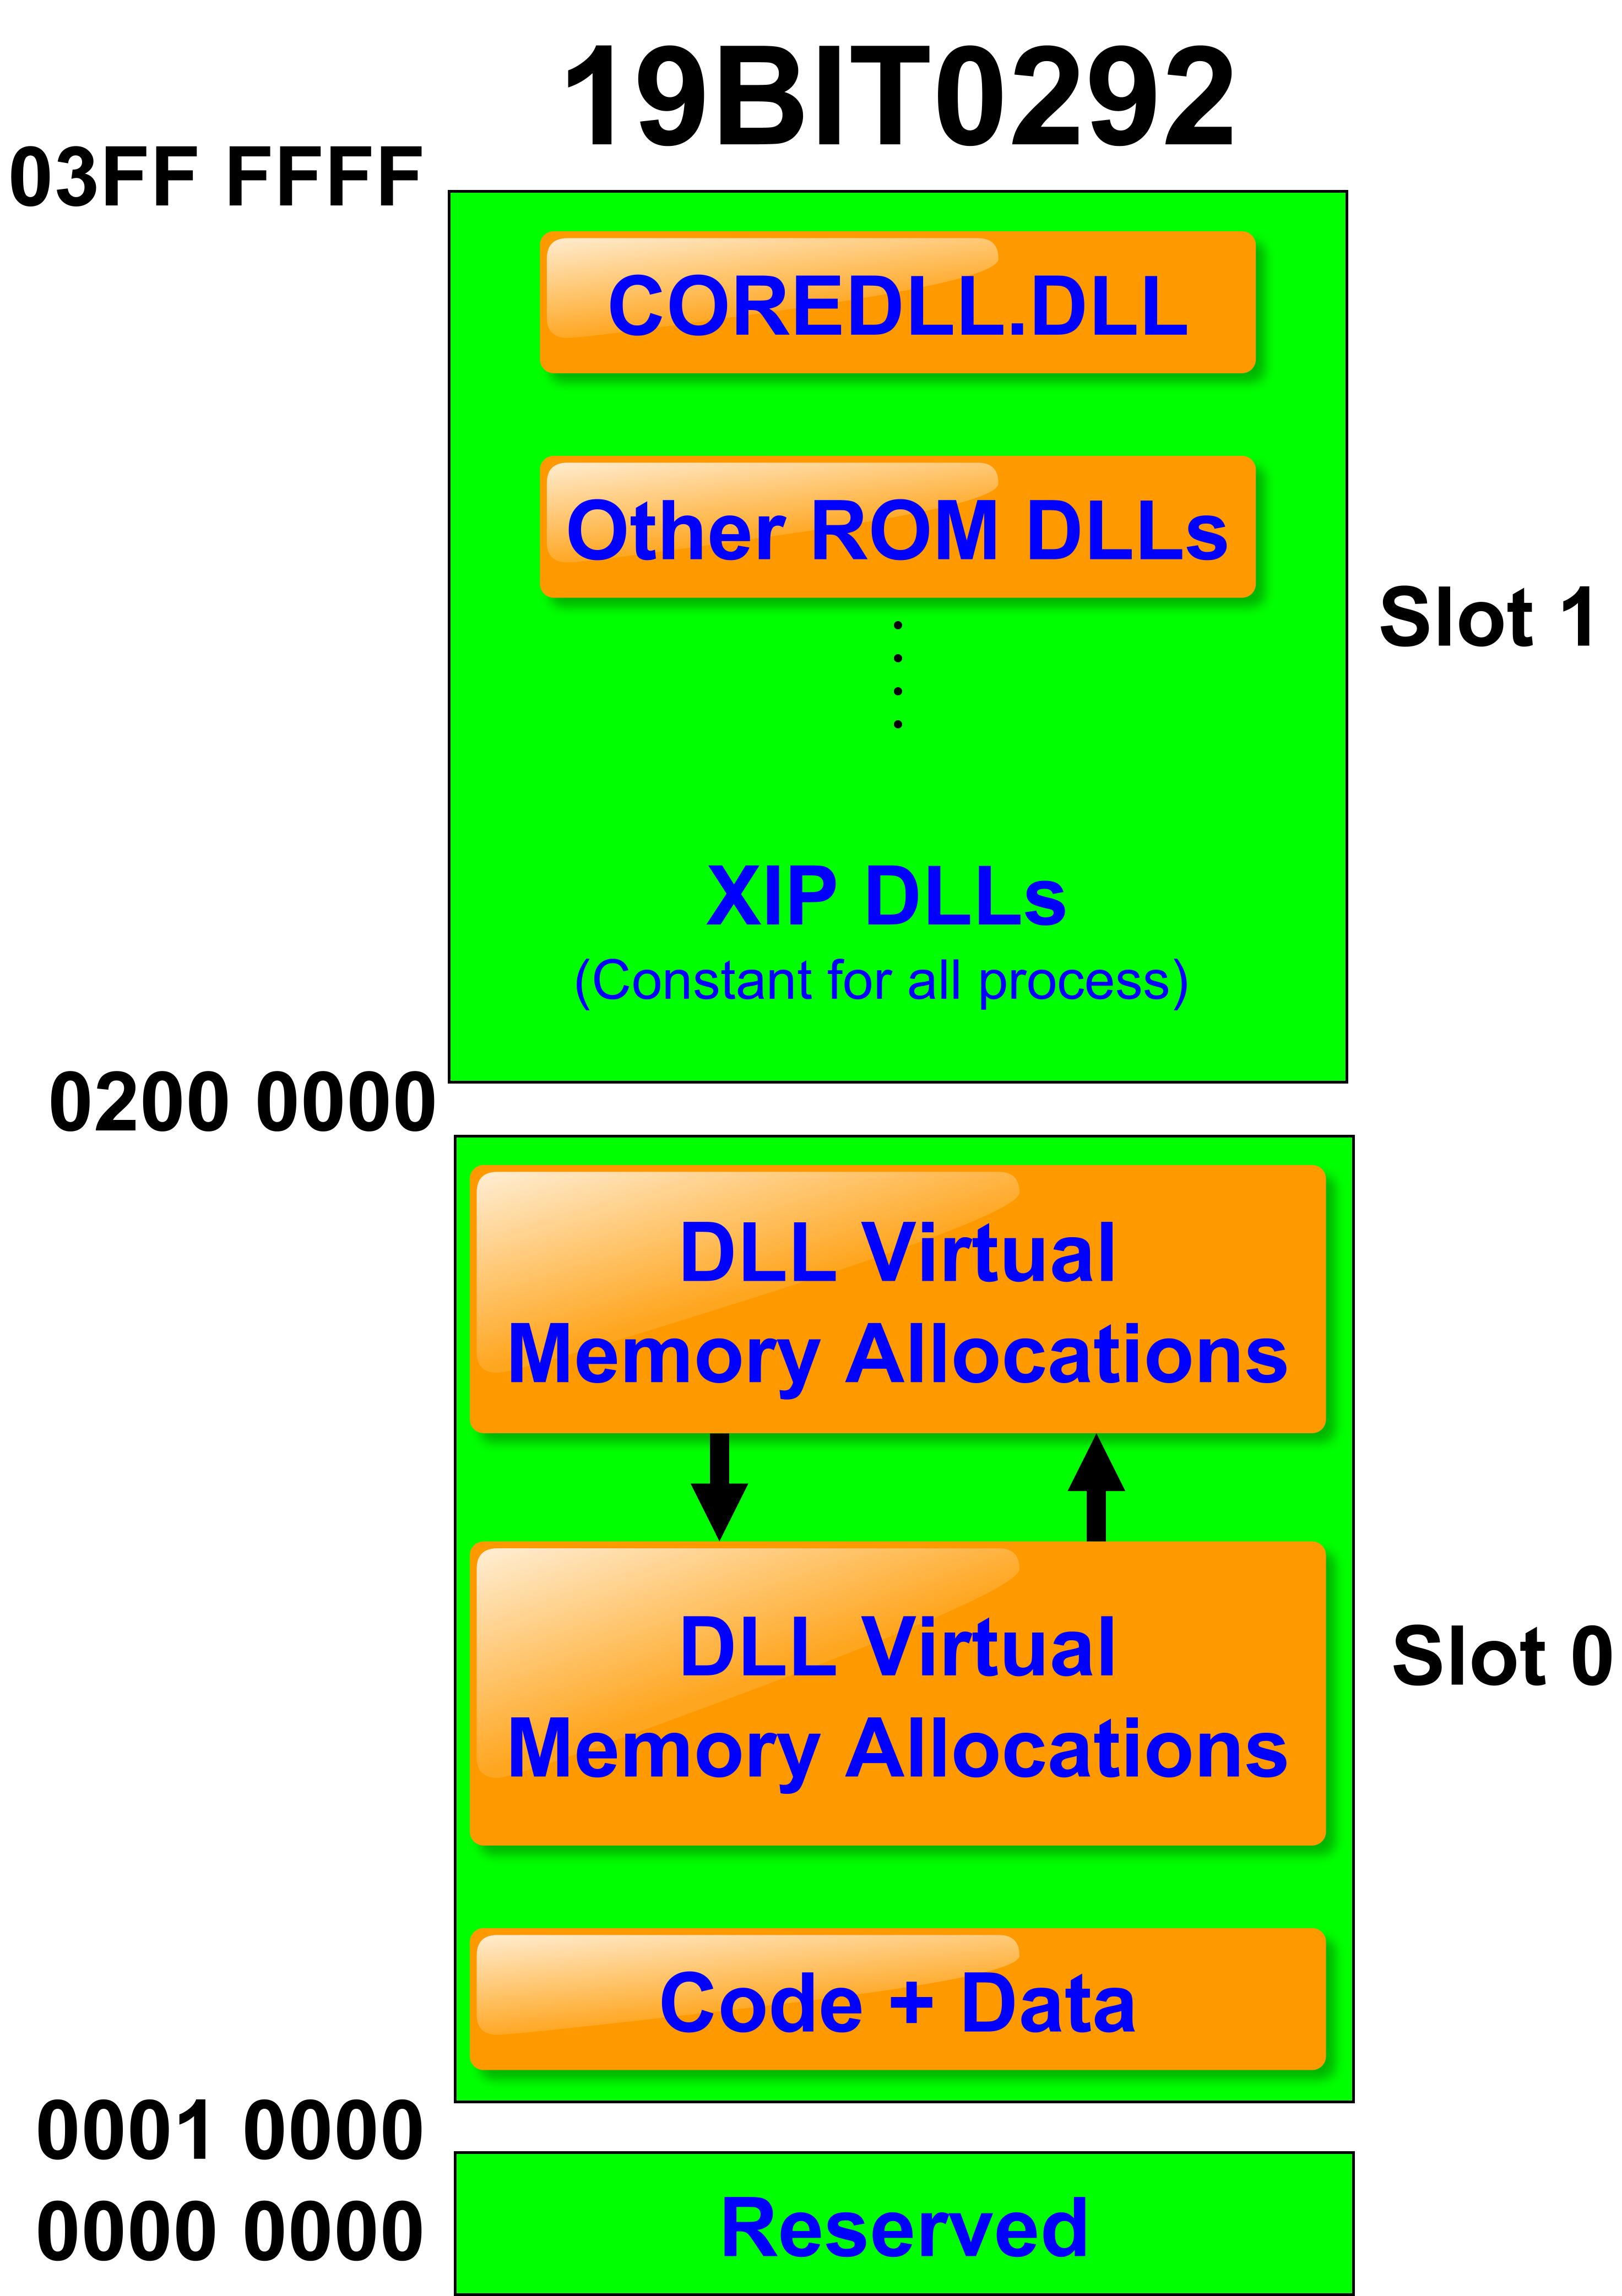 19BIT0292
03FF FFFF
COREDLL.DLL
Other ROM DLLs
Slot 1
XIP DLLs
(Constant for all process)
0200 0000
DLL Virtual
Memory Allocations
DLL Virtual
Memory Allocations
Slot 0
Code + Data
0001 0000
0000 0000
Reserved